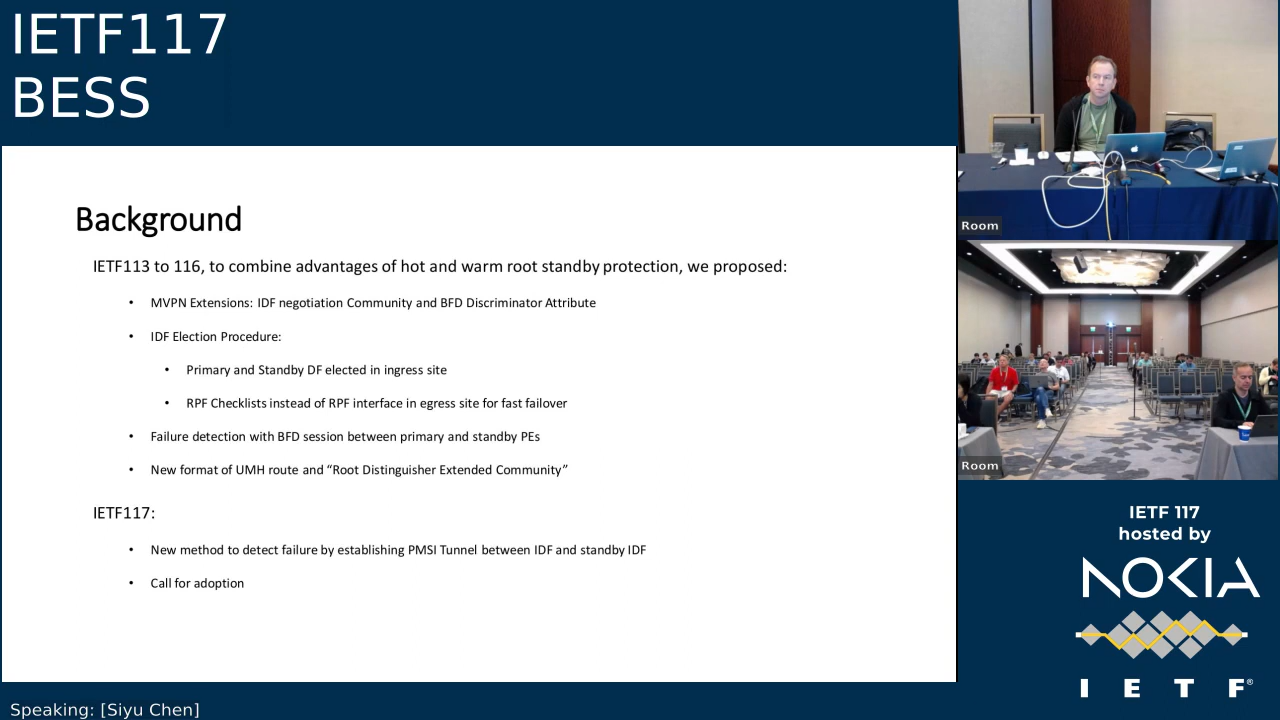 IETF117
BESS
Background
IETF113 to 116, to combine advantages of hot and warm root standby protection, we proposed:
• MVPN Extensions: IDF negotiation Community and BFD Discriminator Attribute
• IDF Election Procedure:
• Primary and Standby DF elected in ingress site
• RPF Checklists instead of RPF interface in egress site for fast failover
• Failure detection with BFD session between primary and standby PEs
• New format of UMH route and “Root Distinguisher Extended Community”
IETF117:
• New method to detect failure by establishing PMSI Tunnel between IDF and standby IDF
• Call for adoption
Speaking: [Siyu Chen]
Room
Room
IETF 117
hosted by
NOKIA
I E T F®